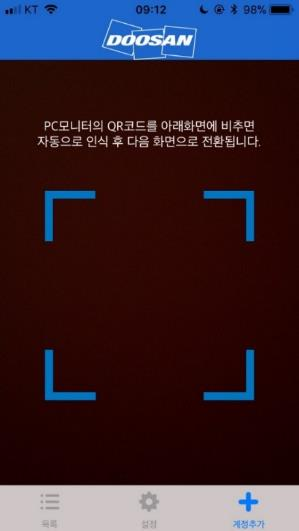 KT 09:12 98%
DOOSAN
PC모니터의 QR코드를 아래화면에 비추면
자동으로 인식 후 다음 화면으로 전환됩니다.
목록 설정 계정추가